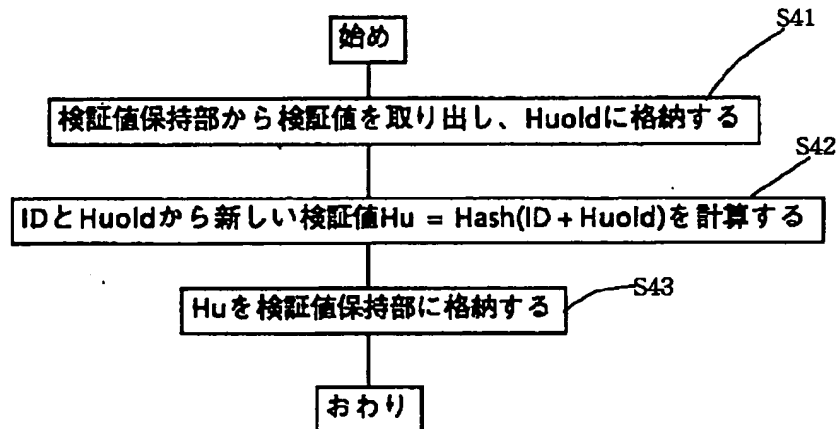 S41
始め
検証値保持部から検証値を取り出し、Huoldに格納する
S42
IDとHuoldから新しい検証値Hu = Hash(ID + Huold)を計算する
S43
Huを検証値保持部に格納する
おわり